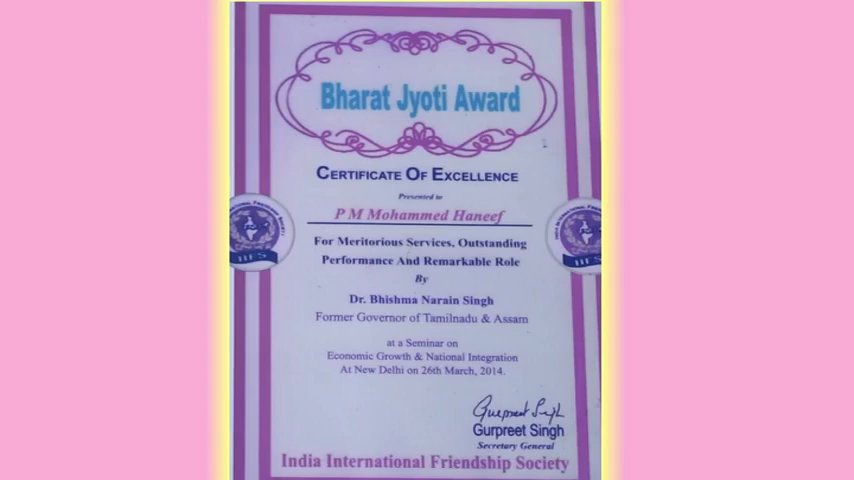 Bharat Jyoti Award
CERTIFICATE OF EXCELLENCE
Presented to
P M Mohammed Haneef
For Meritorious Services, Outstanding
Performance And Remarkable Role
By
Dr. Bhishma Narain Singh
Former Governor of Tamilnadu & Assam
at a Seminar on
Economic Growth & National Integration
At New Delhi on 26th March, 2014.
IIFS
IIFS
Gurpreet Singh
Gurpreet Singh
Secretary General
India International Friendship Society